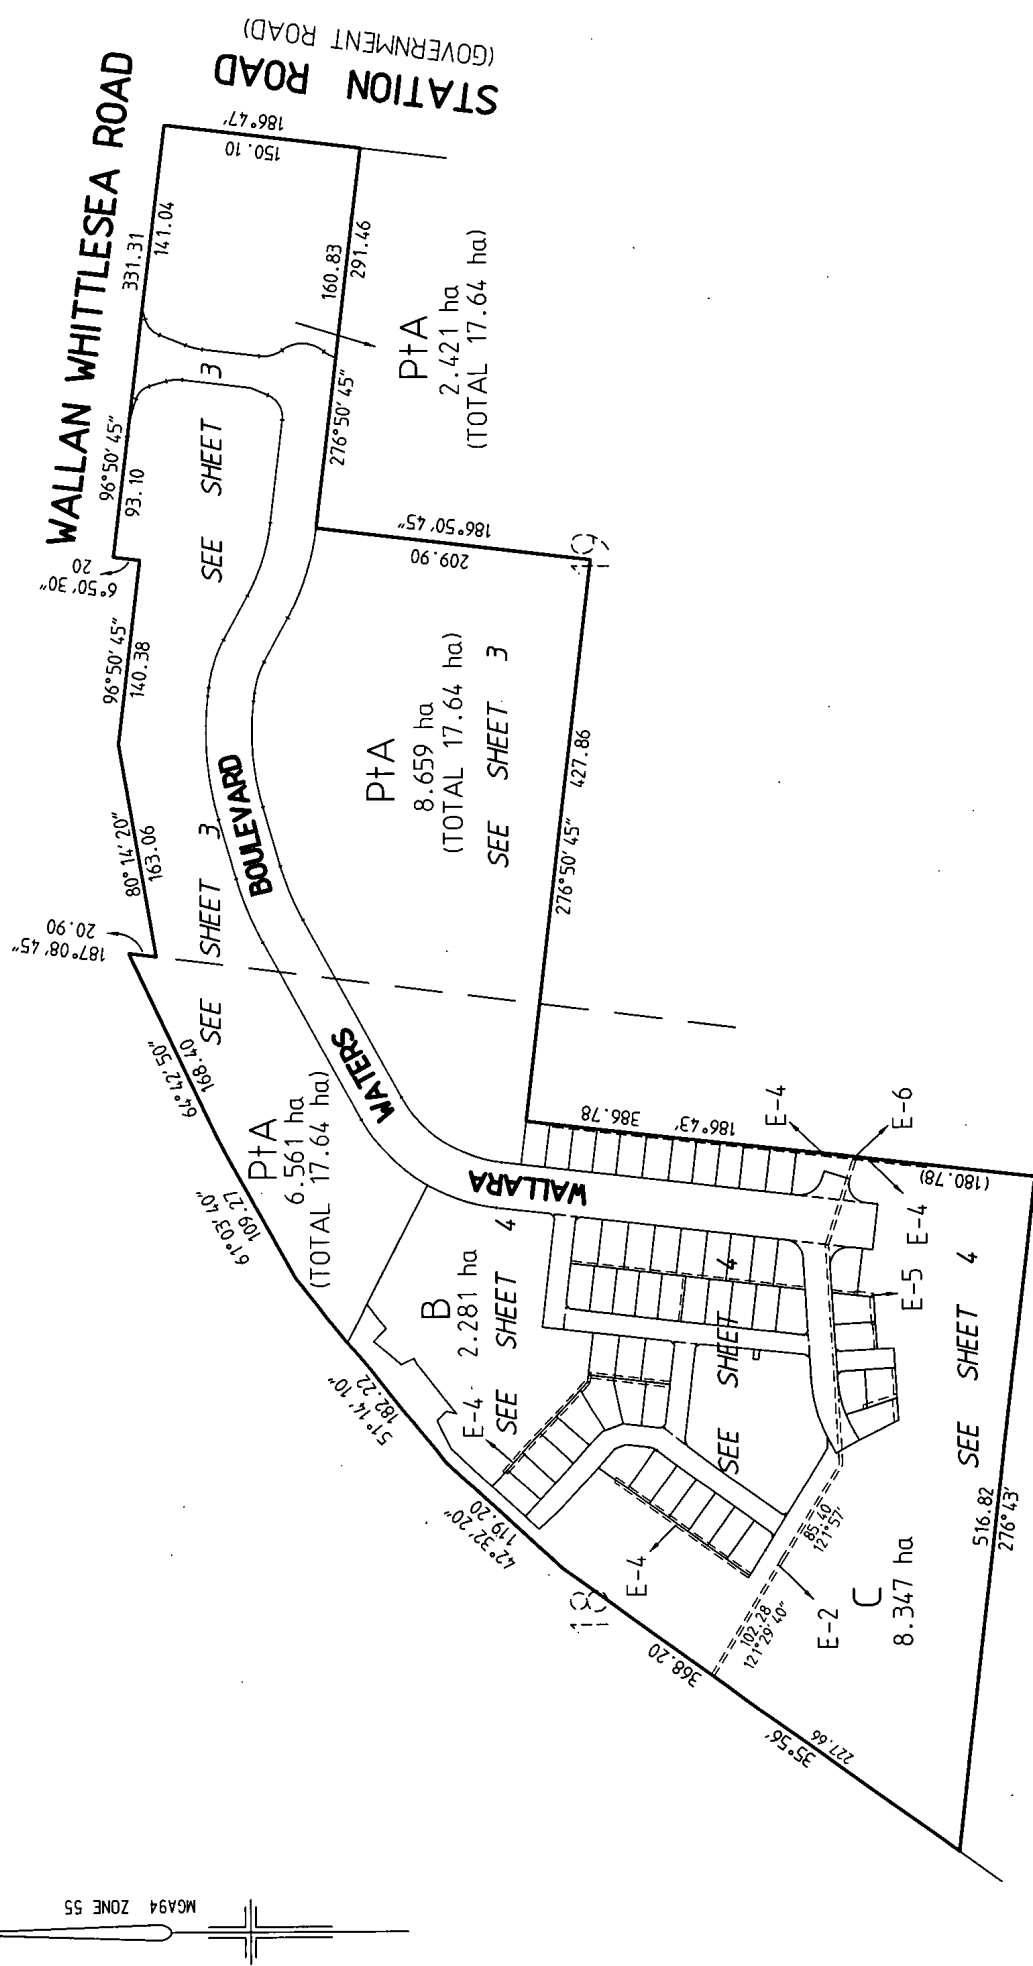 WALLAN WHITTLESEA ROAD
STATION ROAD
(GOVERNMENT ROAD)
186°47'
150.10
331.31
141.04
160.83
291.46
276°50'45"
PtA
2.421 ha
(TOTAL 17.64 ha)
96°50'45"
93.10
SEE SHEET 3
6°50'30"
20
186°50'45"
209.90
19
96°50'45"
140.38
PtA
8.659 ha
(TOTAL 17.64 ha)
SEE SHEET 3
276°50'45"
427.86
80°14'20"
163.06
SEE SHEET 3
187°08'45"
20.90
WALLARA WATERS BOULEVARD
64°42'50"
168.40
PtA
6.561 ha
(TOTAL 17.64 ha)
61°03'40"
109.27
386.78
186°43'
(180.78)
E-4
E-6
E-4
E-5
B
2.281 ha
SEE SHEET 4
SEE SHEET 4
SEE SHEET 4
51°14'10"
182.22
E-4
42°32'20"
119.20
E-4
18
368.20
102.28
121°29'40"
85.40
121°57'
E-2
C
8.347 ha
516.82
276°43'
35°56'
227.66
MGA94 ZONE 55